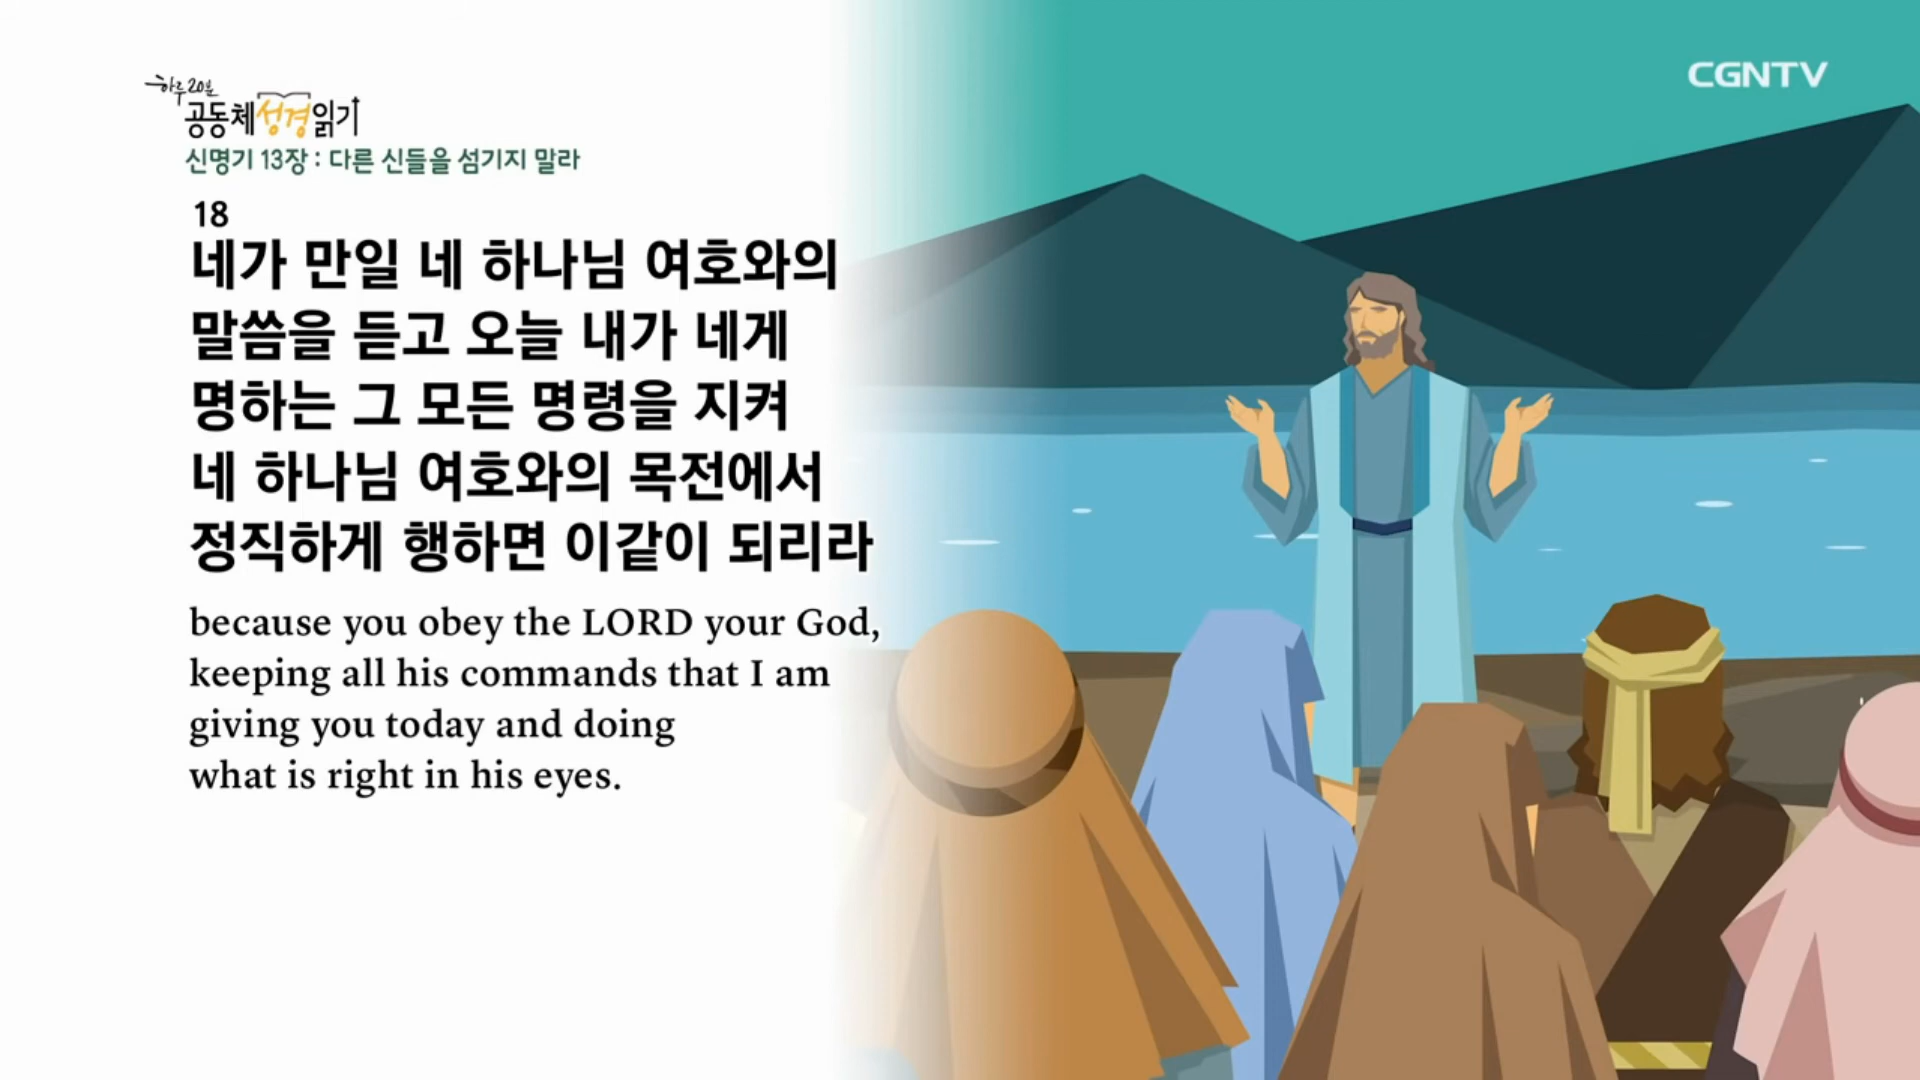 하루 20분
공동체성경읽기
신명기 13장 : 다른 신들을 섬기지 말라
18
네가 만일 네 하나님 여호와의
말씀을 듣고 오늘 내가 네게
명하는 그 모든 명령을 지켜
네 하나님 여호와의 목전에서
정직하게 행하면 이같이 되리라
because you obey the LORD your God,
keeping all his commands that I am
giving you today and doing
what is right in his eyes.
CGNTV